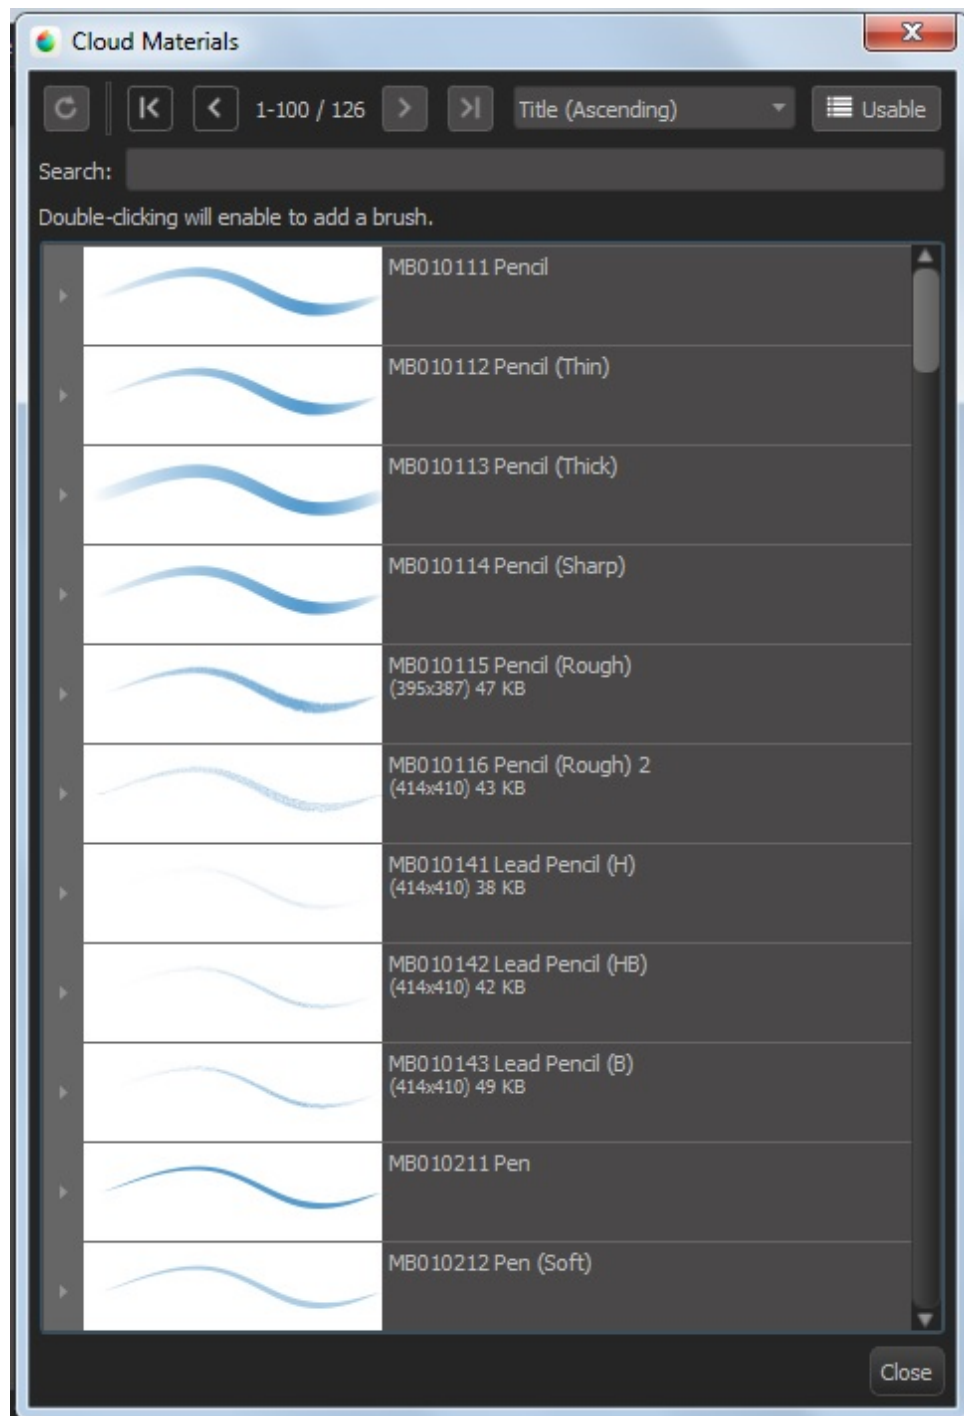 Cloud Materials
1-100 / 126
Title (Ascending)
Usable
Search:
Double-clicking will enable to add a brush.
MB010111 Pencil
MB010112 Pencil (Thin)
MB010113 Pencil (Thick)
MB010114 Pencil (Sharp)
MB010115 Pencil (Rough)
(395x387) 47 KB
MB010116 Pencil (Rough) 2
(414x410) 43 KB
MB010141 Lead Pencil (H)
(414x410) 38 KB
MB010142 Lead Pencil (HB)
(414x410) 42 KB
MB010143 Lead Pencil (B)
(414x410) 49 KB
MB010211 Pen
MB010212 Pen (Soft)
Close